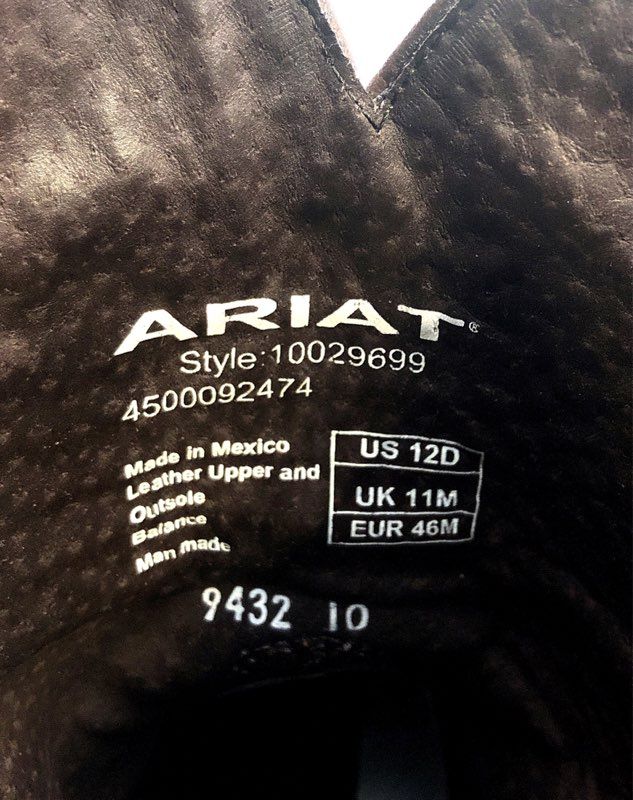 ARIAT®
Style:10029699
4500092474
Made in Mexico
Leather Upper and
Outsole
Balance
Man made
US 12D
UK 11M
EUR 46M
9432 10